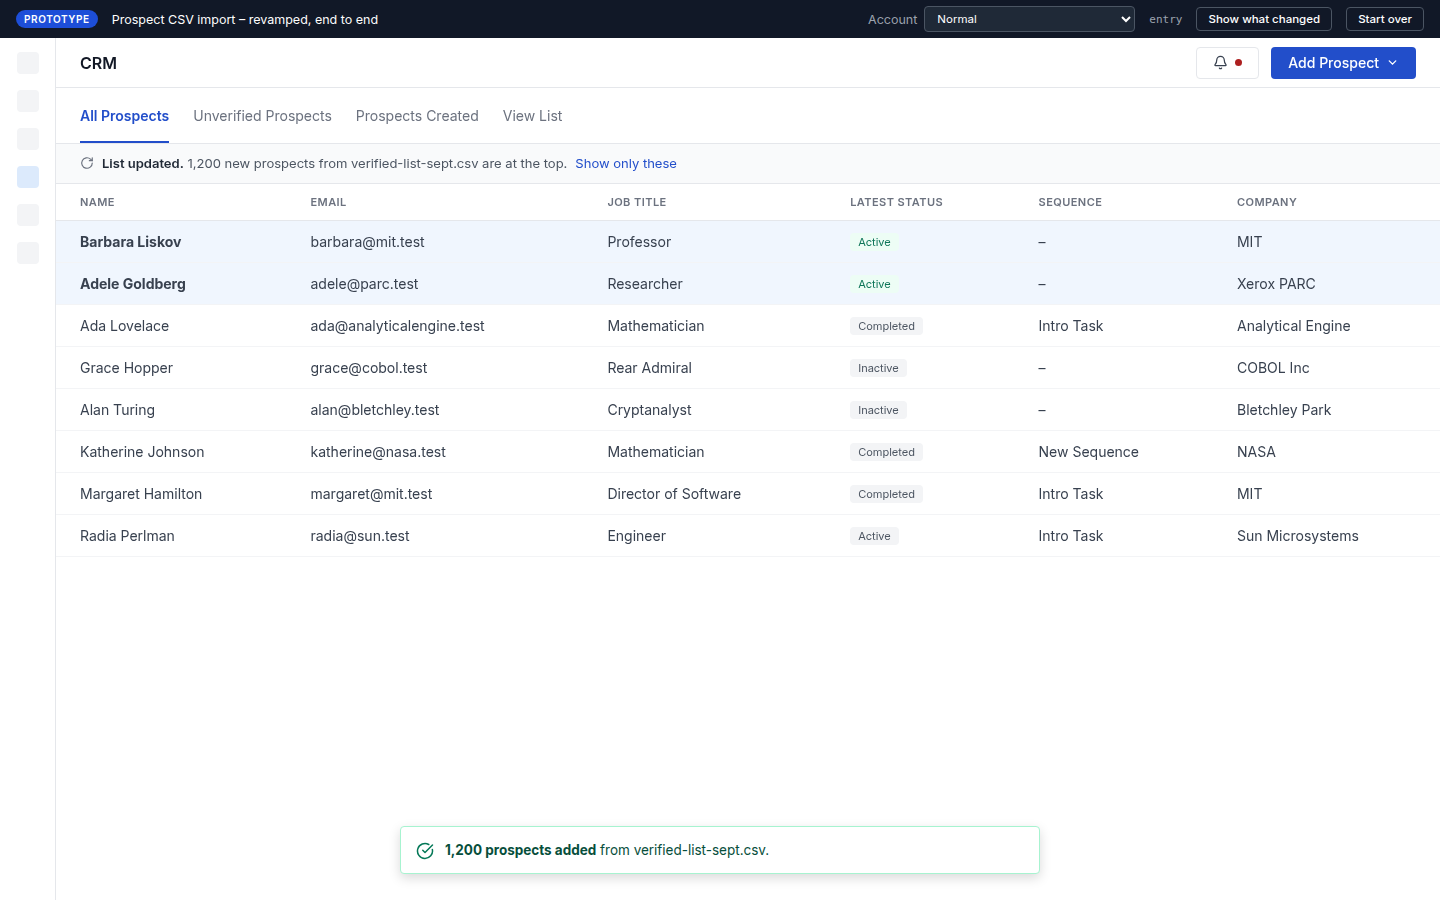 PROTOTYPE Prospect CSV import – revamped, end to end Account Normal entry Show what changed Start over
CRM Add Prospect
All Prospects Unverified Prospects Prospects Created View List
List updated. 1,200 new prospects from verified-list-sept.csv are at the top. Show only these
NAME EMAIL JOB TITLE LATEST STATUS SEQUENCE COMPANY
Barbara Liskov barbara@mit.test Professor Active – MIT
Adele Goldberg adele@parc.test Researcher Active – Xerox PARC
Ada Lovelace ada@analyticalengine.test Mathematician Completed Intro Task Analytical Engine
Grace Hopper grace@cobol.test Rear Admiral Inactive – COBOL Inc
Alan Turing alan@bletchley.test Cryptanalyst Inactive – Bletchley Park
Katherine Johnson katherine@nasa.test Mathematician Completed New Sequence NASA
Margaret Hamilton margaret@mit.test Director of Software Completed Intro Task MIT
Radia Perlman radia@sun.test Engineer Active Intro Task Sun Microsystems
1,200 prospects added from verified-list-sept.csv.